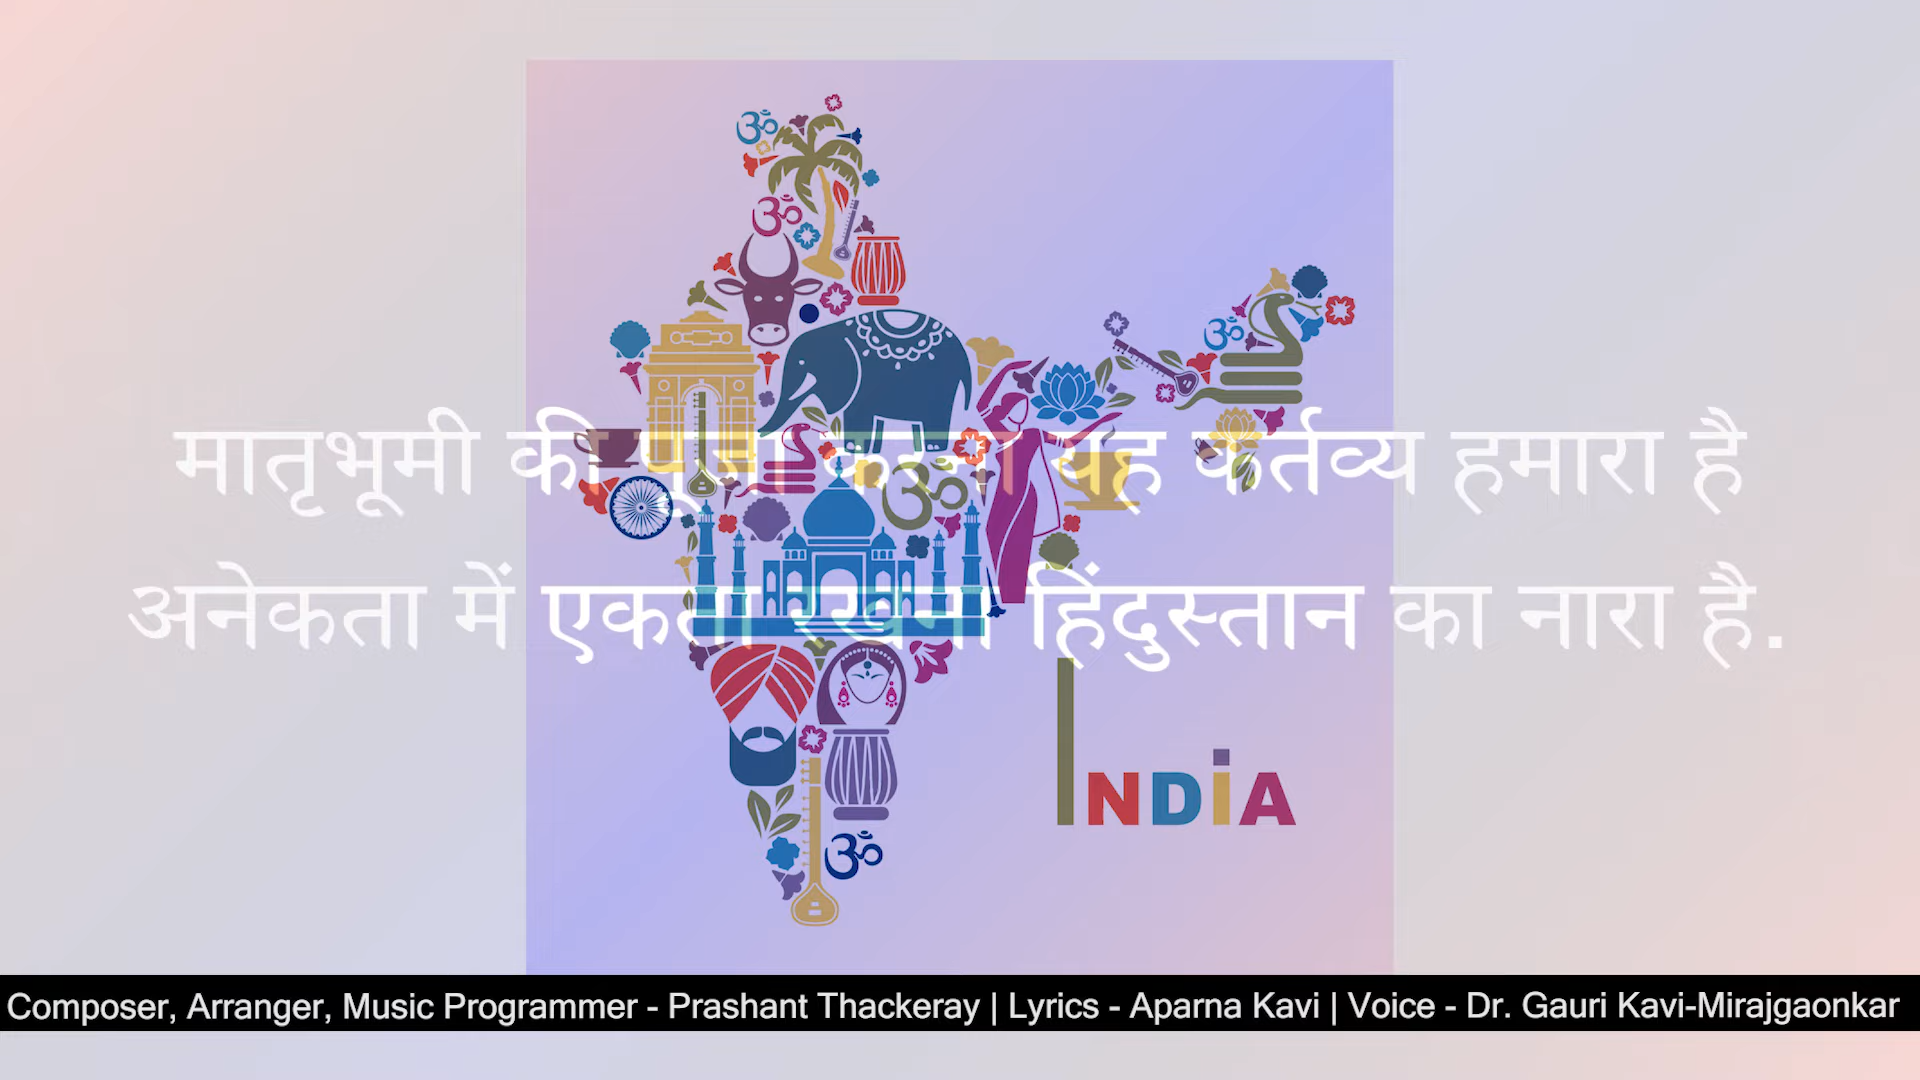 मातृभूमी की पूजा करना यह कर्तव्य हमारा है
अनेकता में एकता रखना हिंदुस्तान का नारा है.
INDiA
Composer, Arranger, Music Programmer - Prashant Thackeray | Lyrics - Aparna Kavi | Voice - Dr. Gauri Kavi-Mirajgaonkar